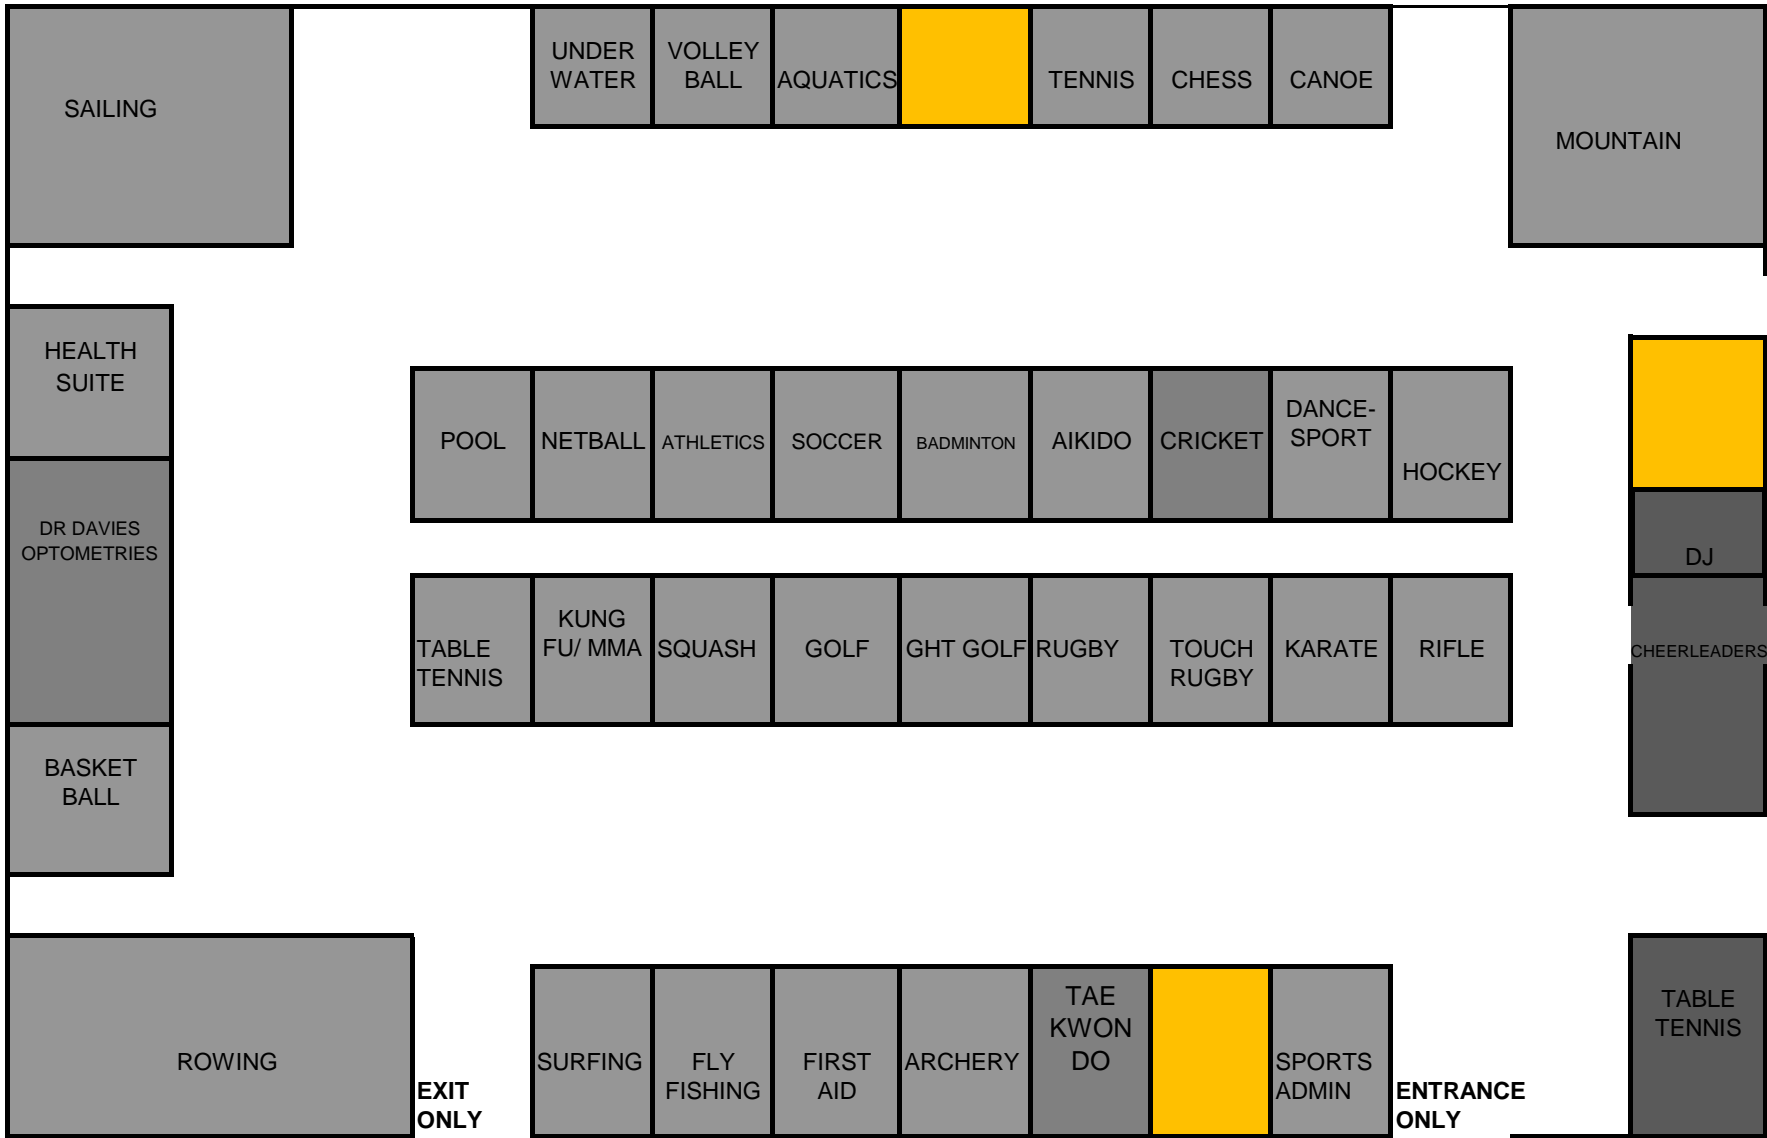 SAILING
UNDER
WATER
VOLLEY
BALL
AQUATICS
TENNIS
CHESS
CANOE
MOUNTAIN
HEALTH
SUITE
DR DAVIES
OPTOMETRIES
BASKET
BALL
POOL
NETBALL
ATHLETICS
SOCCER
BADMINTON
AIKIDO
CRICKET
DANCE-
SPORT
HOCKEY
DJ
TABLE
TENNIS
KUNG
FU/ MMA
SQUASH
GOLF
GHT GOLF
RUGBY
TOUCH
RUGBY
KARATE
RIFLE
CHEERLEADERS
ROWING
EXIT
ONLY
SURFING
FLY
FISHING
FIRST
AID
ARCHERY
TAE
KWON
DO
SPORTS
ADMIN
ENTRANCE
ONLY
TABLE
TENNIS